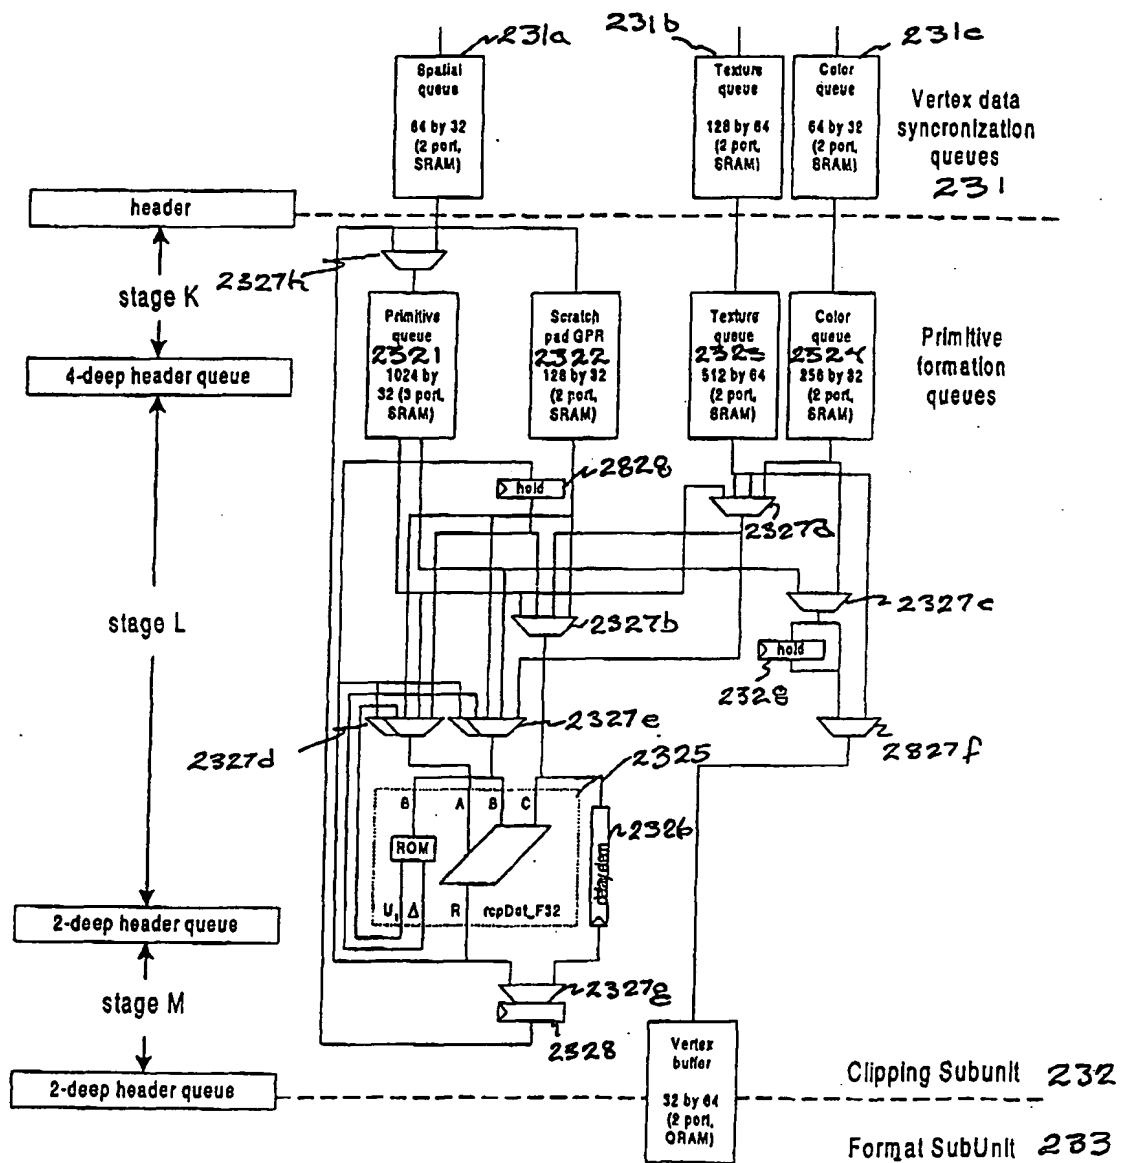 231a
231b
231c
Spatial
queue
64 by 32
(2 port,
SRAM)
Texture
queue
128 by 64
(2 port,
SRAM)
Color
queue
64 by 32
(2 port,
SRAM)
Vertex data
syncronization
queues
231
header
2327h
stage K
Primitive
queue
2321
1024 by
32 (3 port,
SRAM)
Scratch
pad GPR
2322
128 by 32
(2 port,
SRAM)
Texture
queue
2323
512 by 64
(2 port,
SRAM)
Color
queue
2324
256 by 32
(2 port,
SRAM)
Primitive
formation
queues
4-deep header queue
2828
hold
2327a
2327c
stage L
2327b
hold
2328
2327d
2327e
2827f
2325
B A B C
2326
ROM
delay elem
U, Δ R rcpDot_F32
2-deep header queue
stage M
2327g
2328
Vertex
buffer
32 by 64
(2 port,
QRAM)
2-deep header queue
Clipping Subunit 232
Format SubUnit 233